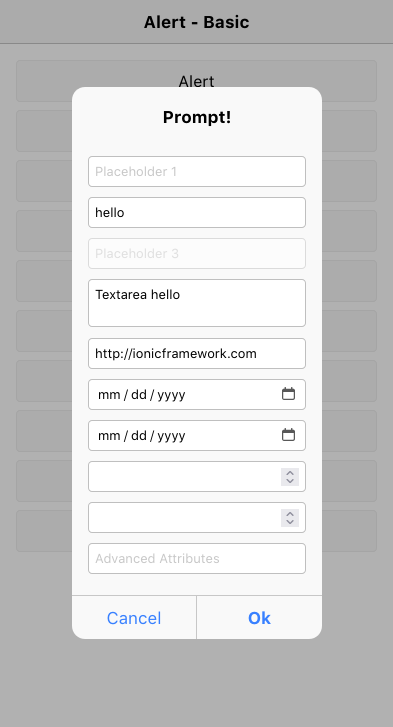 Alert - Basic
Alert
Prompt!
Placeholder 1
hello
Placeholder 3
Textarea hello
http://ionicframework.com
mm / dd / yyyy
mm / dd / yyyy
Advanced Attributes
Cancel
Ok